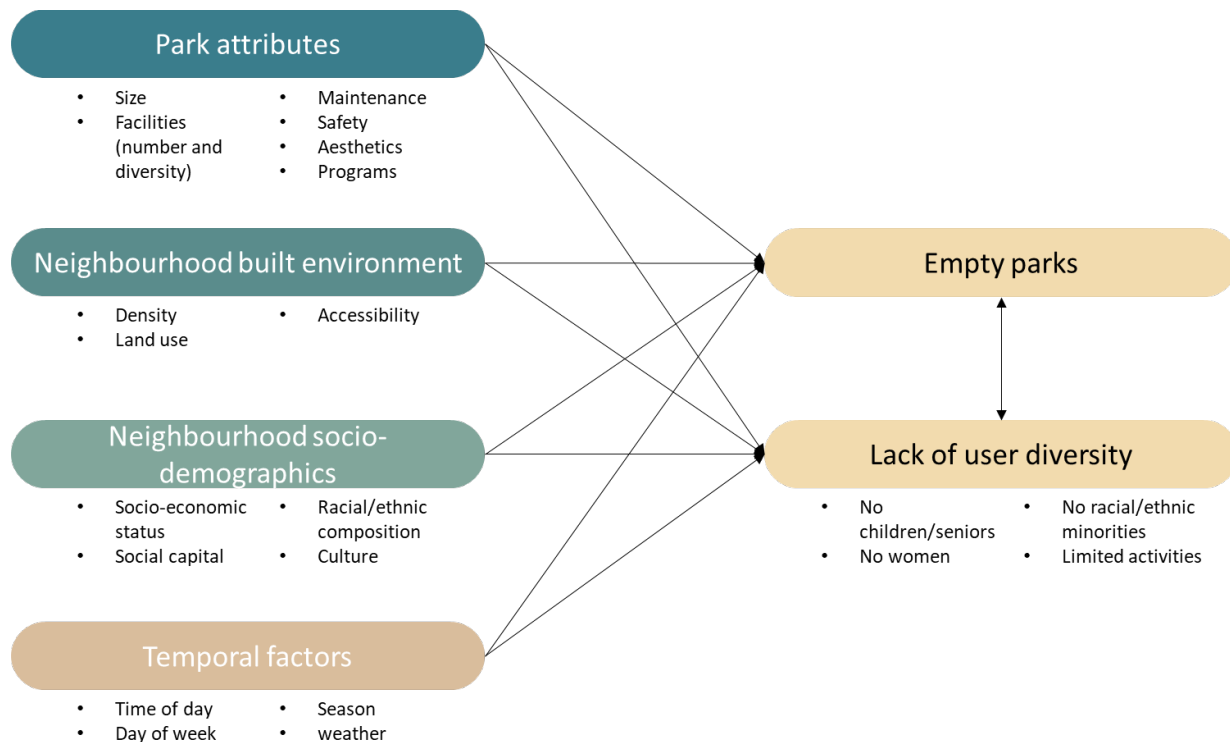 Park attributes
• Size
• Facilities
(number and
diversity)
• Maintenance
• Safety
• Aesthetics
• Programs
Neighbourhood built environment
• Density
• Land use
• Accessibility
Neighbourhood socio-
demographics
• Socio-economic
status
• Social capital
• Racial/ethnic
composition
• Culture
Temporal factors
• Time of day
• Day of week
• Season
• weather
Empty parks
Lack of user diversity
• No
children/seniors
• No women
• No racial/ethnic
minorities
• Limited activities